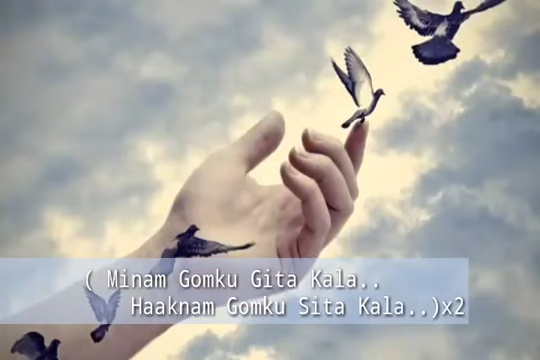 ( Minam Gomku Gita Kala..
Haaknam Gomku Sita Kala..)x2